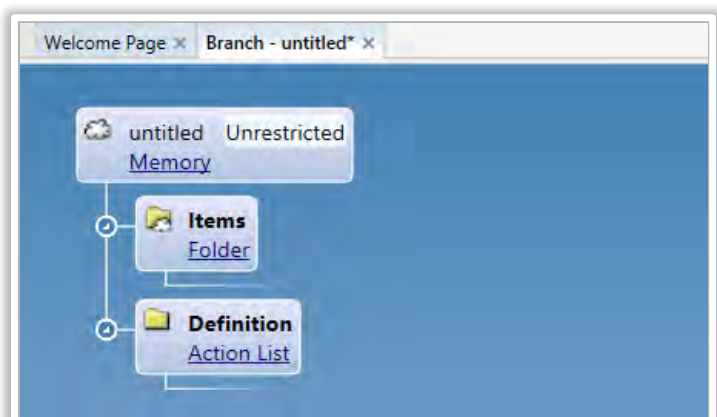 Welcome Page × Branch - untitled* ×
untitled Unrestricted
Memory
Items
Folder
Definition
Action List